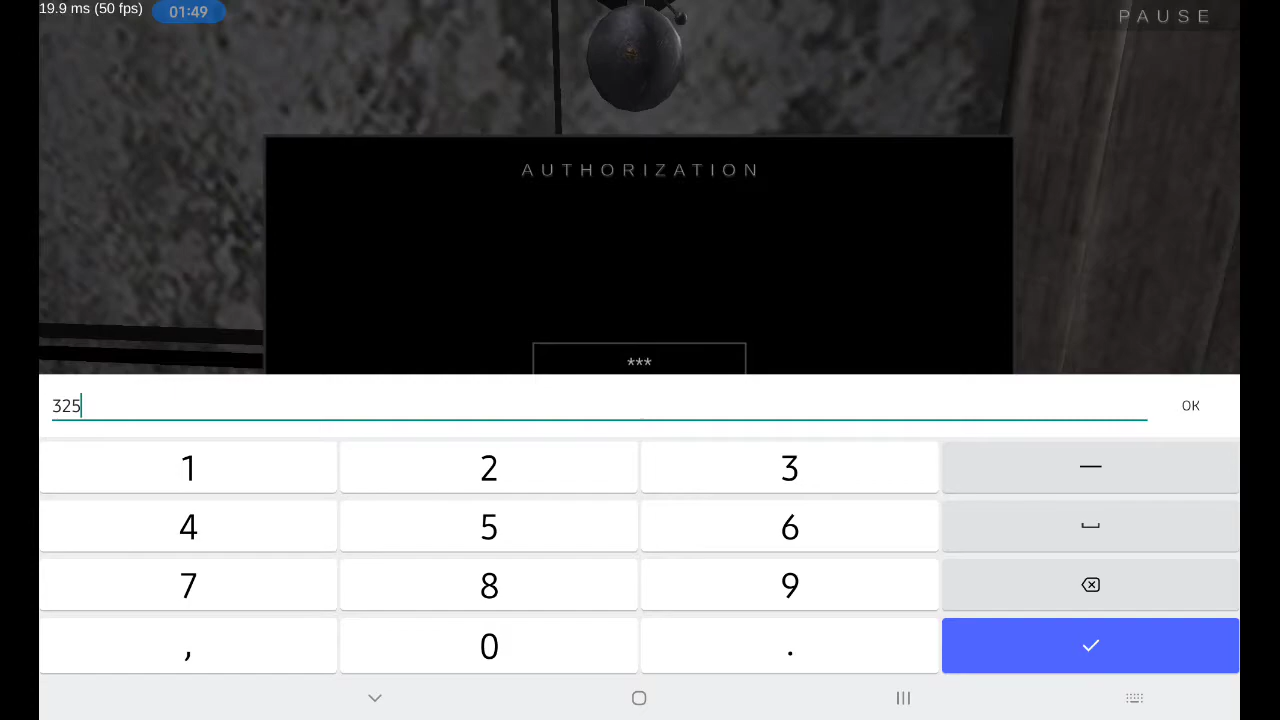 19.9 ms (50 fps)
01:49
PAUSE
AUTHORIZATION
***
325
OK
1 2 3 —
4 5 6
7 8 9
, 0 .